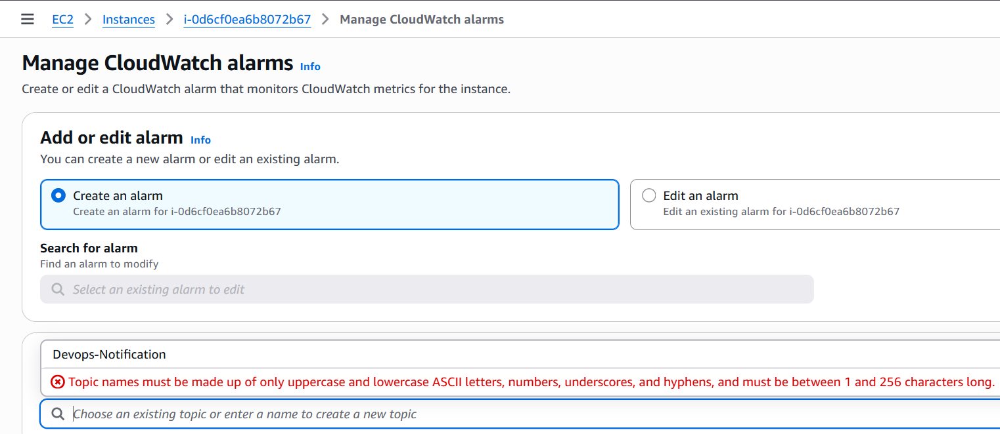 EC2 > Instances > i-0d6cf0ea6b8072b67 > Manage CloudWatch alarms
Manage CloudWatch alarms Info
Create or edit a CloudWatch alarm that monitors CloudWatch metrics for the instance.
Add or edit alarm Info
You can create a new alarm or edit an existing alarm.
Create an alarm
Create an alarm for i-0d6cf0ea6b8072b67
Edit an alarm
Edit an existing alarm for i-0d6cf0ea6b8072b67
Search for alarm
Find an alarm to modify
Select an existing alarm to edit
Devops-Notification
Topic names must be made up of only uppercase and lowercase ASCII letters, numbers, underscores, and hyphens, and must be between 1 and 256 characters long.
Choose an existing topic or enter a name to create a new topic